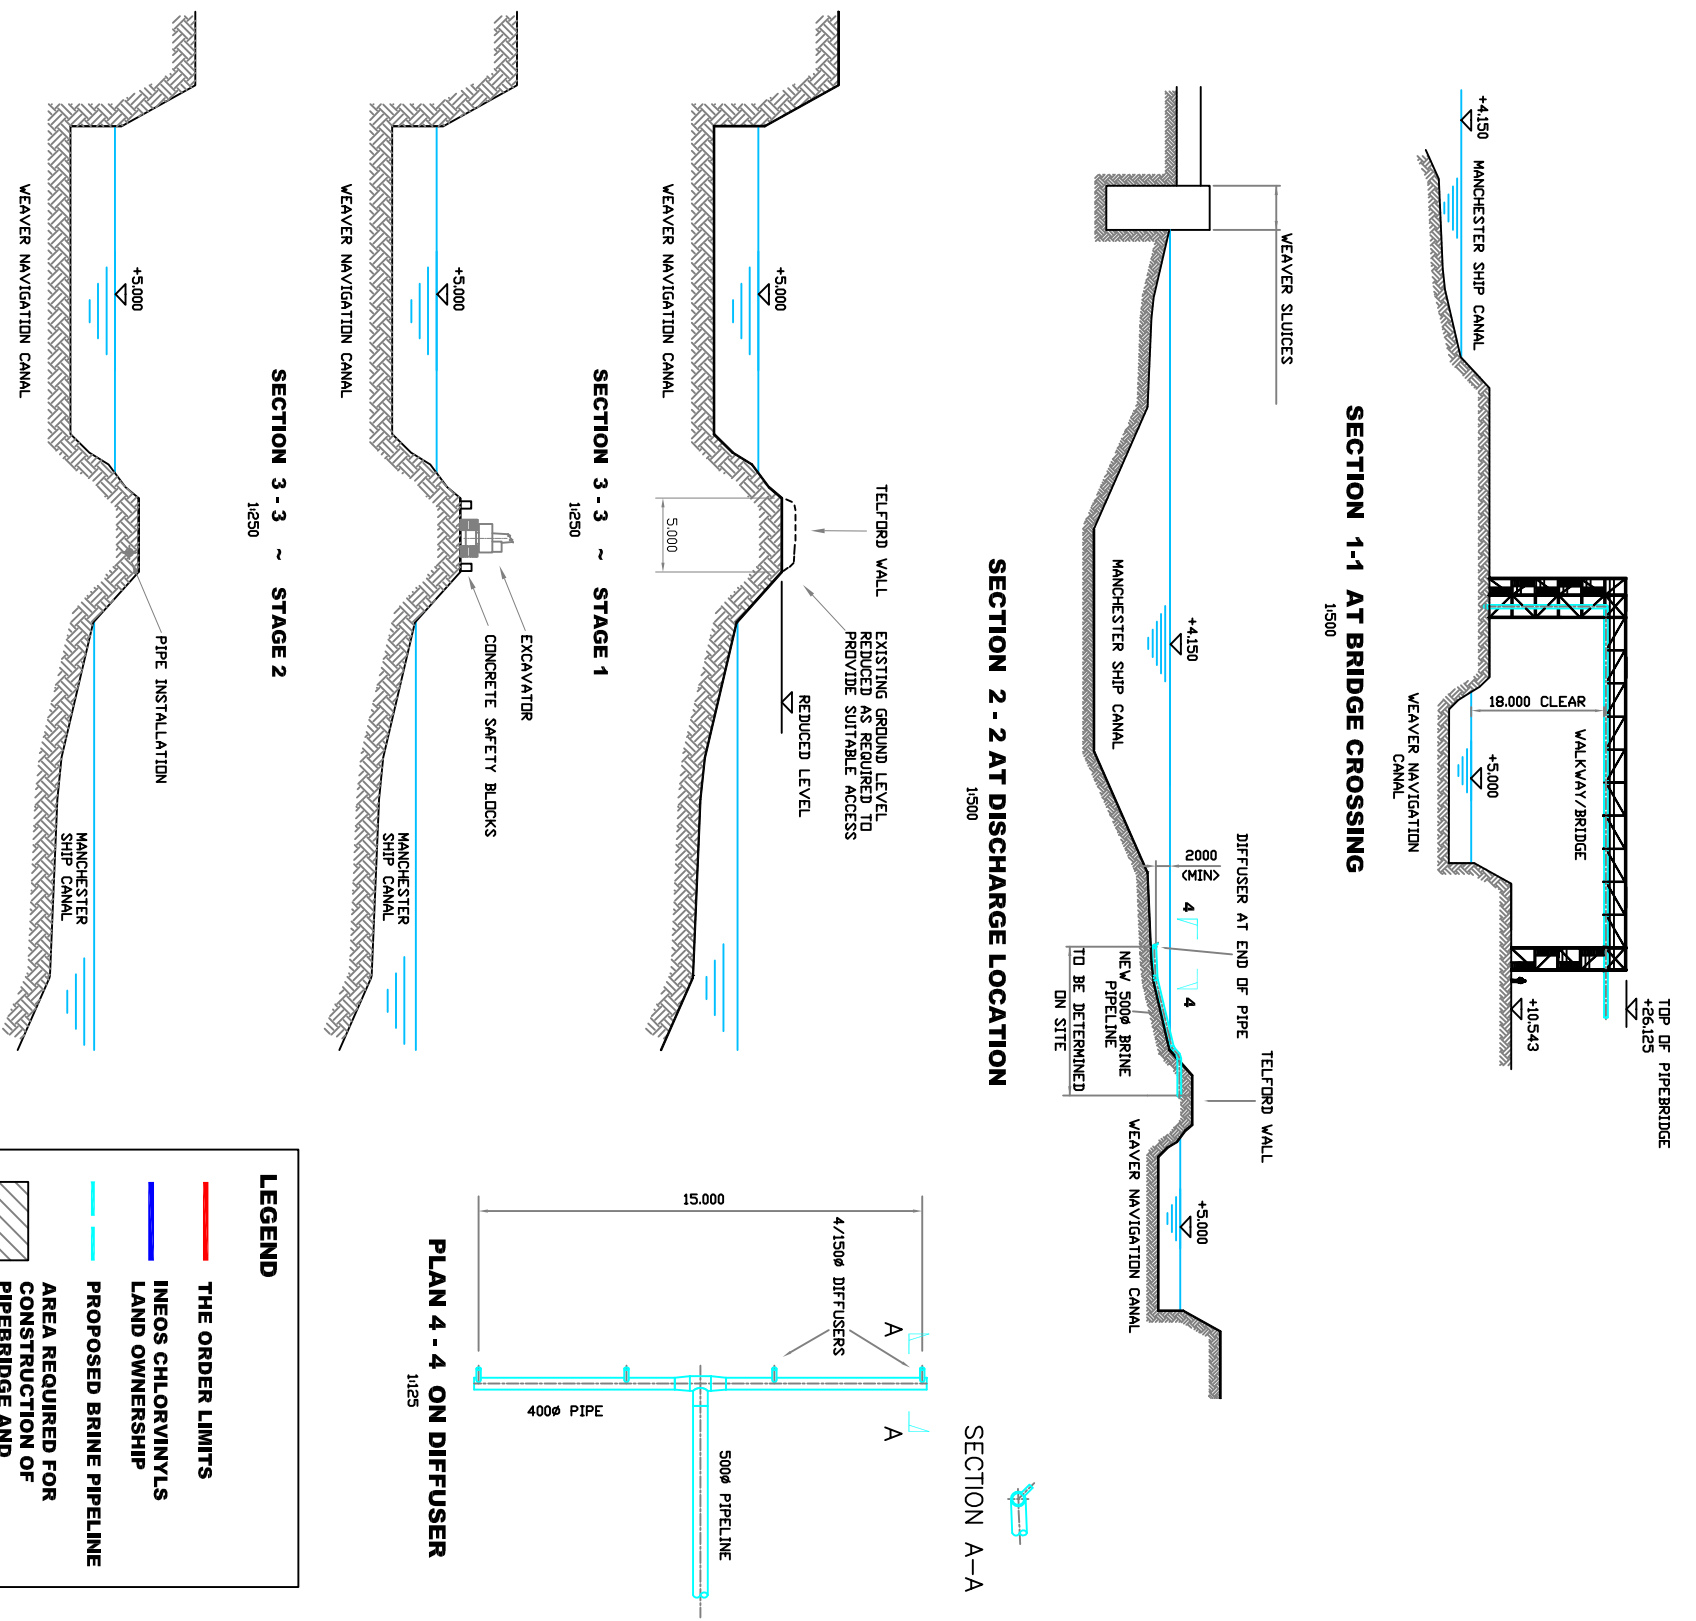 TOP OF PIPEBRIDGE
+26.125
+4.150
MANCHESTER SHIP CANAL
18.000 CLEAR
WALKWAY/BRIDGE
+5.000
+10.543
WEAVER NAVIGATION
CANAL
SECTION 1-1 AT BRIDGE CROSSING
1:500
WEAVER SLUICES
+4.150
MANCHESTER SHIP CANAL
DIFFUSER AT END OF PIPE
2000
(MIN)
4
4
TELFORD WALL
NEW 500ø BRINE
PIPELINE
TO BE DETERMINED
ON SITE
+5.000
WEAVER NAVIGATION CANAL
SECTION 2 - 2 AT DISCHARGE LOCATION
1:500
TELFORD WALL
EXISTING GROUND LEVEL
REDUCED AS REQUIRED TO
PROVIDE SUITABLE ACCESS
REDUCED LEVEL
+5.000
5.000
WEAVER NAVIGATION CANAL
SECTION 3 - 3 ~ STAGE 1
1:250
EXCAVATOR
CONCRETE SAFETY BLOCKS
+5.000
WEAVER NAVIGATION CANAL
MANCHESTER
SHIP CANAL
SECTION 3 - 3 ~ STAGE 2
1:250
PIPE INSTALLATION
+5.000
WEAVER NAVIGATION CANAL
MANCHESTER
SHIP CANAL
SECTION A-A
A
A
4/150ø DIFFUSERS
15.000
400ø PIPE
500ø PIPELINE
PLAN 4 - 4 ON DIFFUSER
1:125
LEGEND
THE ORDER LIMITS
INEOS CHLORVINYLS
LAND OWNERSHIP
PROPOSED BRINE PIPELINE
AREA REQUIRED FOR
CONSTRUCTION OF
PIPEBRIDGE AND